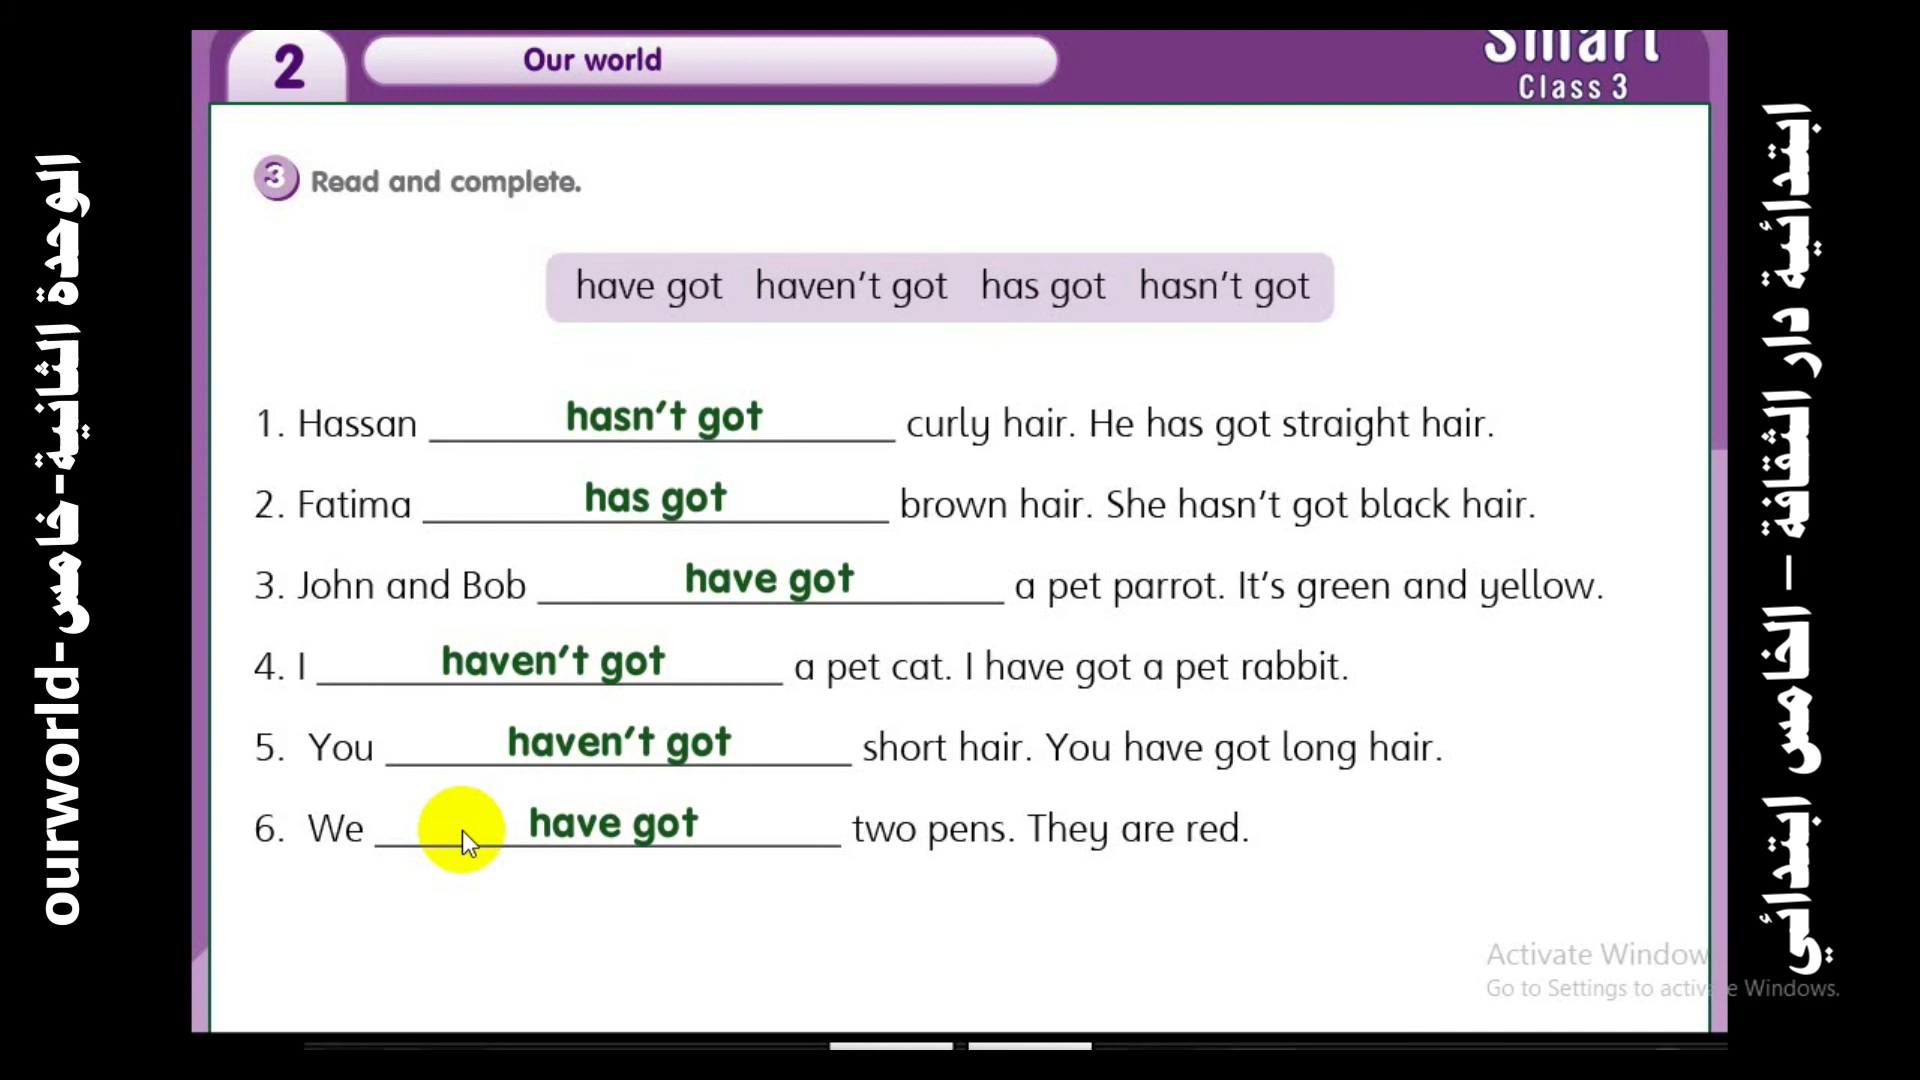 2
Our world
Smart
Class 3
3 Read and complete.
have got haven't got has got hasn't got
1. Hassan hasn't got curly hair. He has got straight hair.
2. Fatima has got brown hair. She hasn't got black hair.
3. John and Bob have got a pet parrot. It's green and yellow.
4. I haven't got a pet cat. I have got a pet rabbit.
5. You haven't got short hair. You have got long hair.
6. We have got two pens. They are red.
الوحدة الثانية-خامس-ourworld
ابتدائية دار الثقافة – الخامس ابتدائي
Activate Window
Go to Settings to activate Windows.